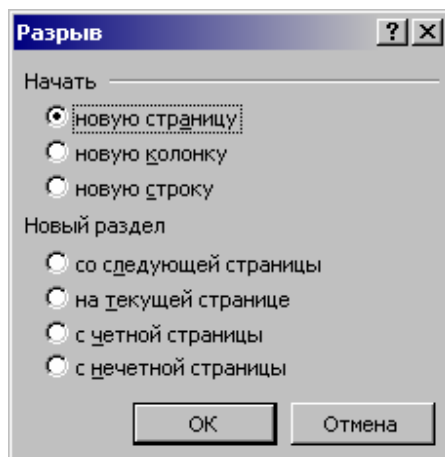 Разрыв
Начать
новую страницу
новую колонку
новую строку
Новый раздел
со следующей страницы
на текущей странице
с четной страницы
с нечетной страницы
ОК Отмена